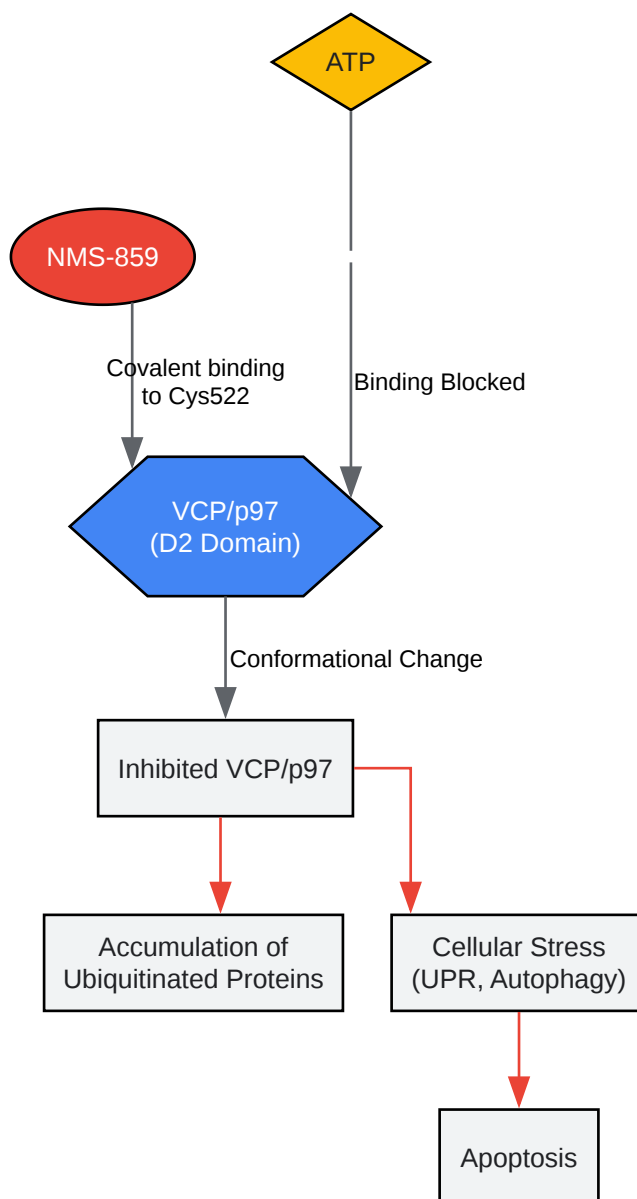 ATP
NMS-859
Covalent binding
to Cys522
Binding Blocked
VCP/p97
(D2 Domain)
Conformational Change
Inhibited VCP/p97
Accumulation of
Ubiquitinated Proteins
Cellular Stress
(UPR, Autophagy)
Apoptosis